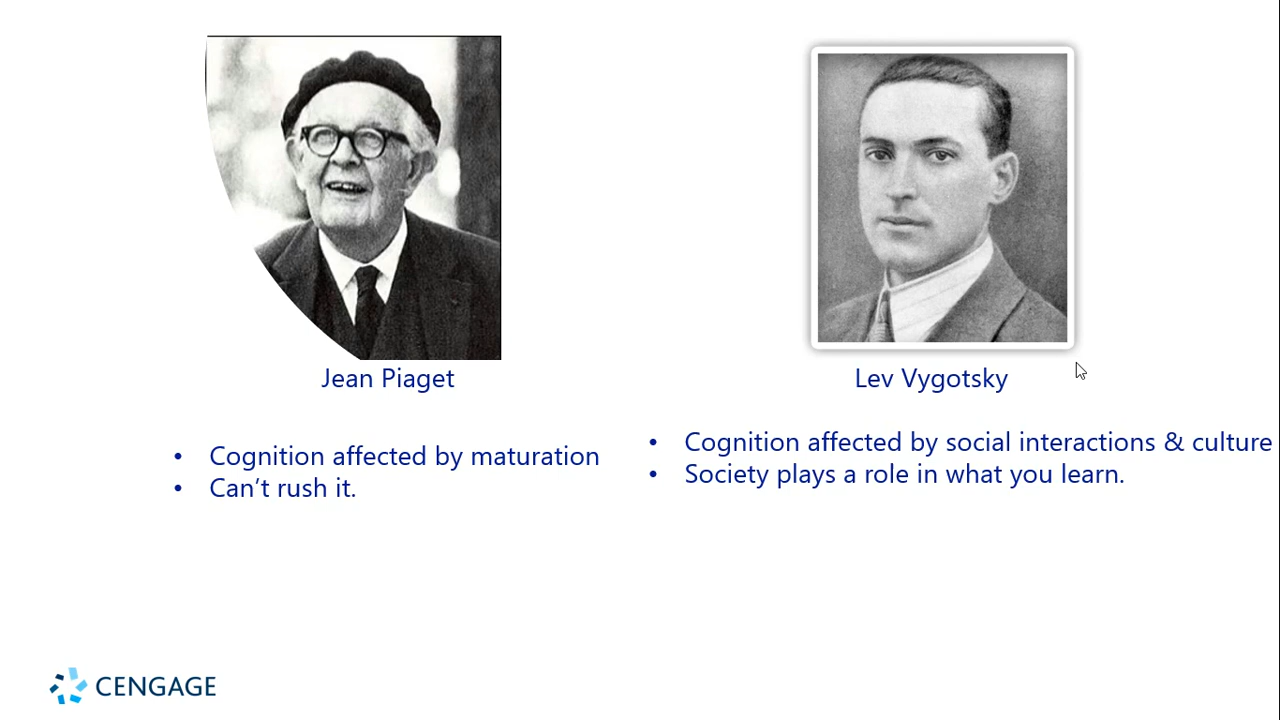 Jean Piaget
• Cognition affected by maturation
• Can’t rush it.
Lev Vygotsky
• Cognition affected by social interactions & culture
• Society plays a role in what you learn.
CENGAGE